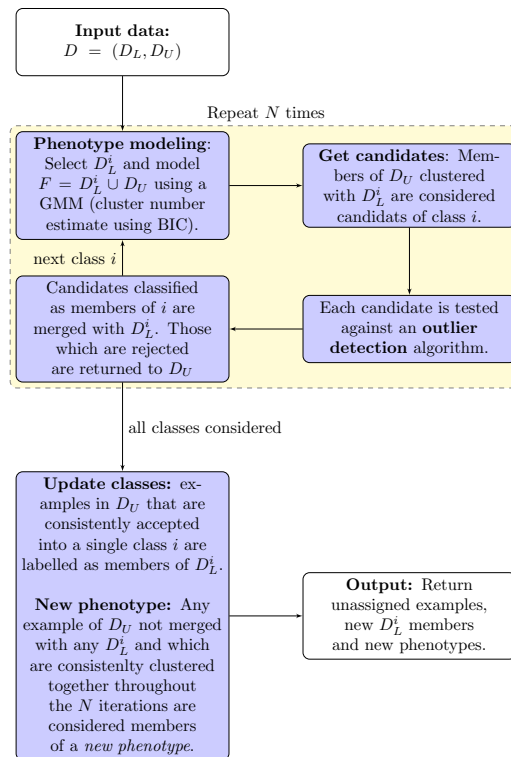 Input data:
D = (D_L, D_U)
Repeat N times
Phenotype modeling:
Select D_L^i and model
F = D_L^i ∪ D_U using a
GMM (cluster number
estimate using BIC).
Get candidates: Mem-
bers of D_U clustered
with D_L^i are considered
candidats of class i.
next class i
Each candidate is tested
against an outlier
detection algorithm.
Candidates classified
as members of i are
merged with D_L^i. Those
which are rejected
are returned to D_U
all classes considered
Update classes: ex-
amples in D_U that are
consistently accepted
into a single class i are
labelled as members of D_L^i.
New phenotype: Any
example of D_U not merged
with any D_L^i and which
are consistenlty clustered
together throughout
the N iterations are
considered members
of a new phenotype.
Output: Return
unassigned examples,
new D_L^i members
and new phenotypes.